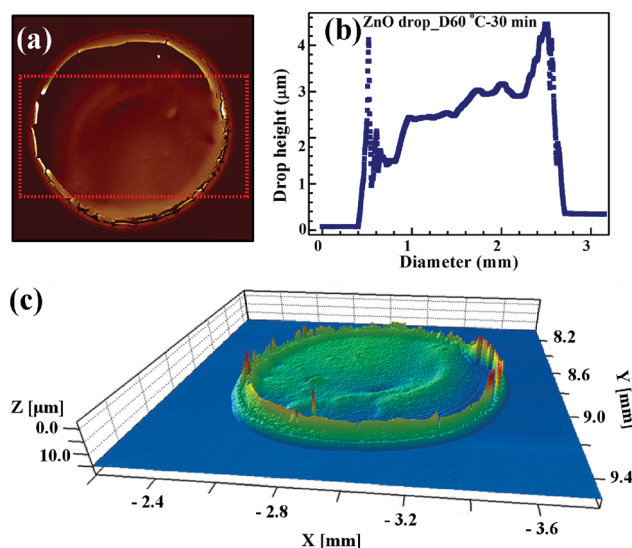 (a)
(b)
ZnO drop_D60 °C-30 min
4
3
2
1
0
Drop height (µm)
0
1
2
3
Diameter (mm)
(c)
Z [µm]
0.0
10.0
8.2
8.6
9.0
9.4
Y [mm]
- 2.4
- 2.8
- 3.2
- 3.6
X [mm]